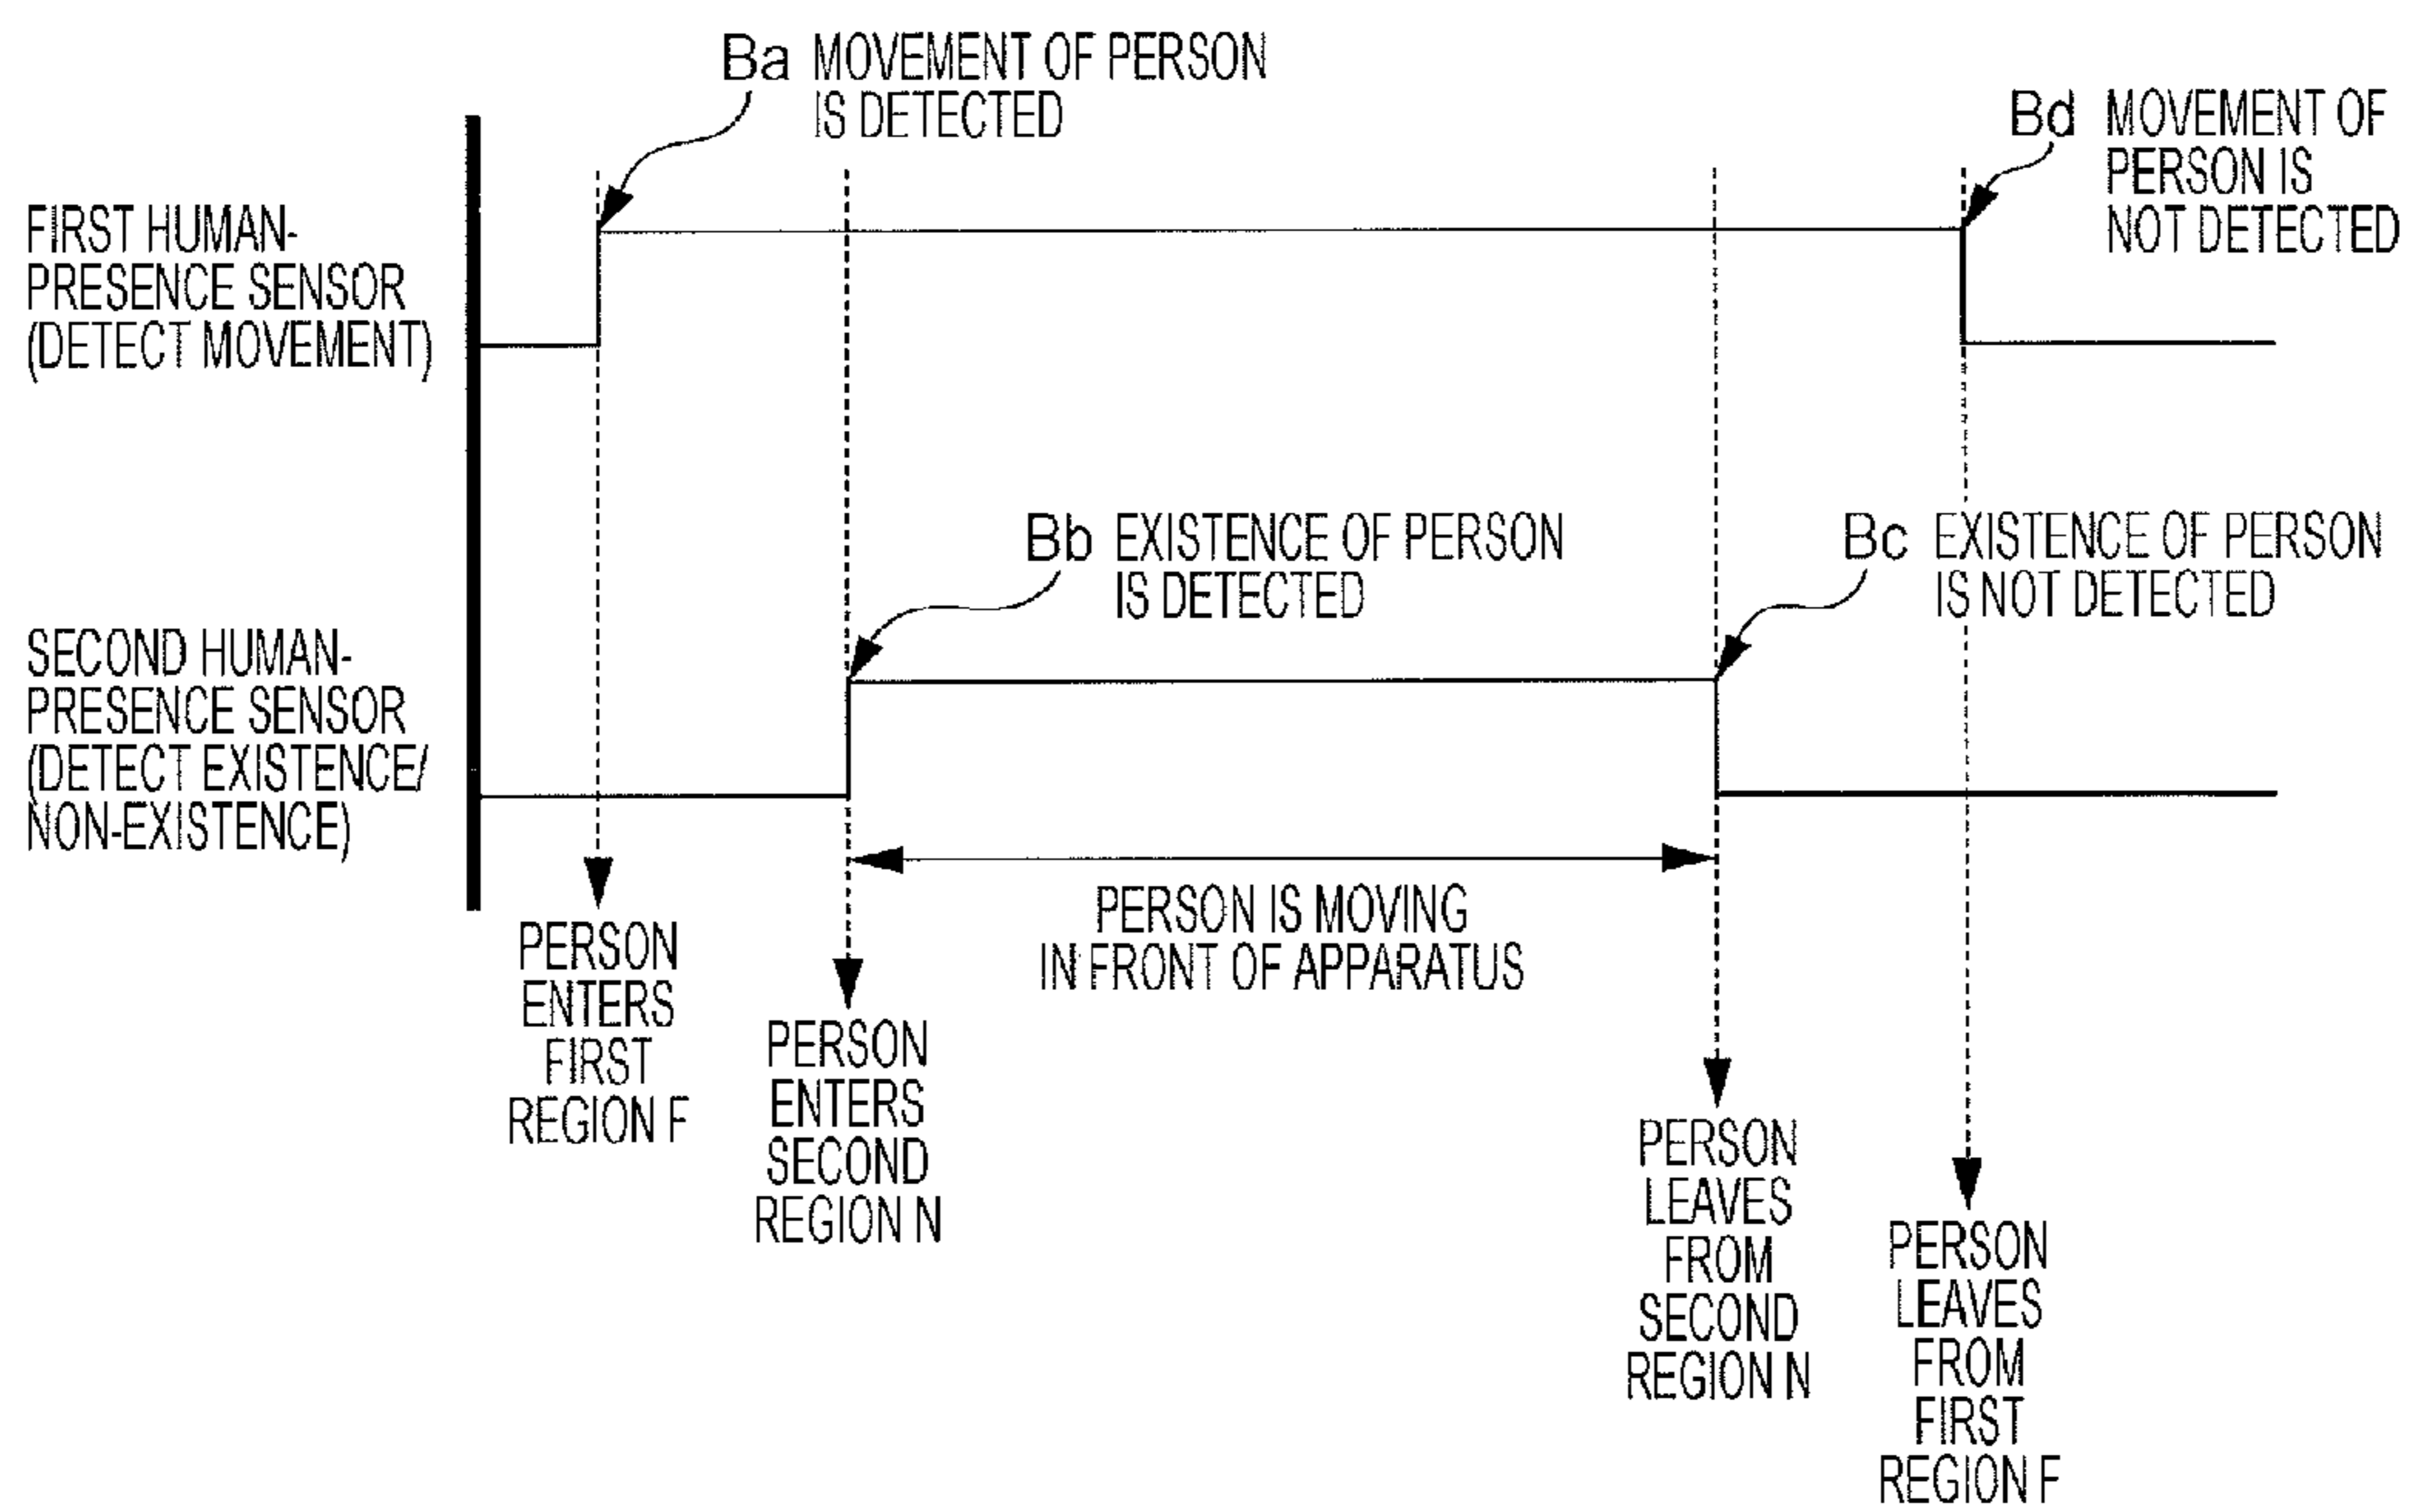 Ba MOVEMENT OF PERSON
IS DETECTED
Bd MOVEMENT OF
PERSON IS
NOT DETECTED
FIRST HUMAN-
PRESENCE SENSOR
(DETECT MOVEMENT)
Bb EXISTENCE OF PERSON
IS DETECTED
Bc EXISTENCE OF PERSON
IS NOT DETECTED
SECOND HUMAN-
PRESENCE SENSOR
(DETECT EXISTENCE/
NON-EXISTENCE)
PERSON IS MOVING
IN FRONT OF APPARATUS
PERSON
ENTERS
FIRST
REGION F
PERSON
ENTERS
SECOND
REGION N
PERSON
LEAVES
FROM
SECOND
REGION N
PERSON
LEAVES
FROM
FIRST
REGION F